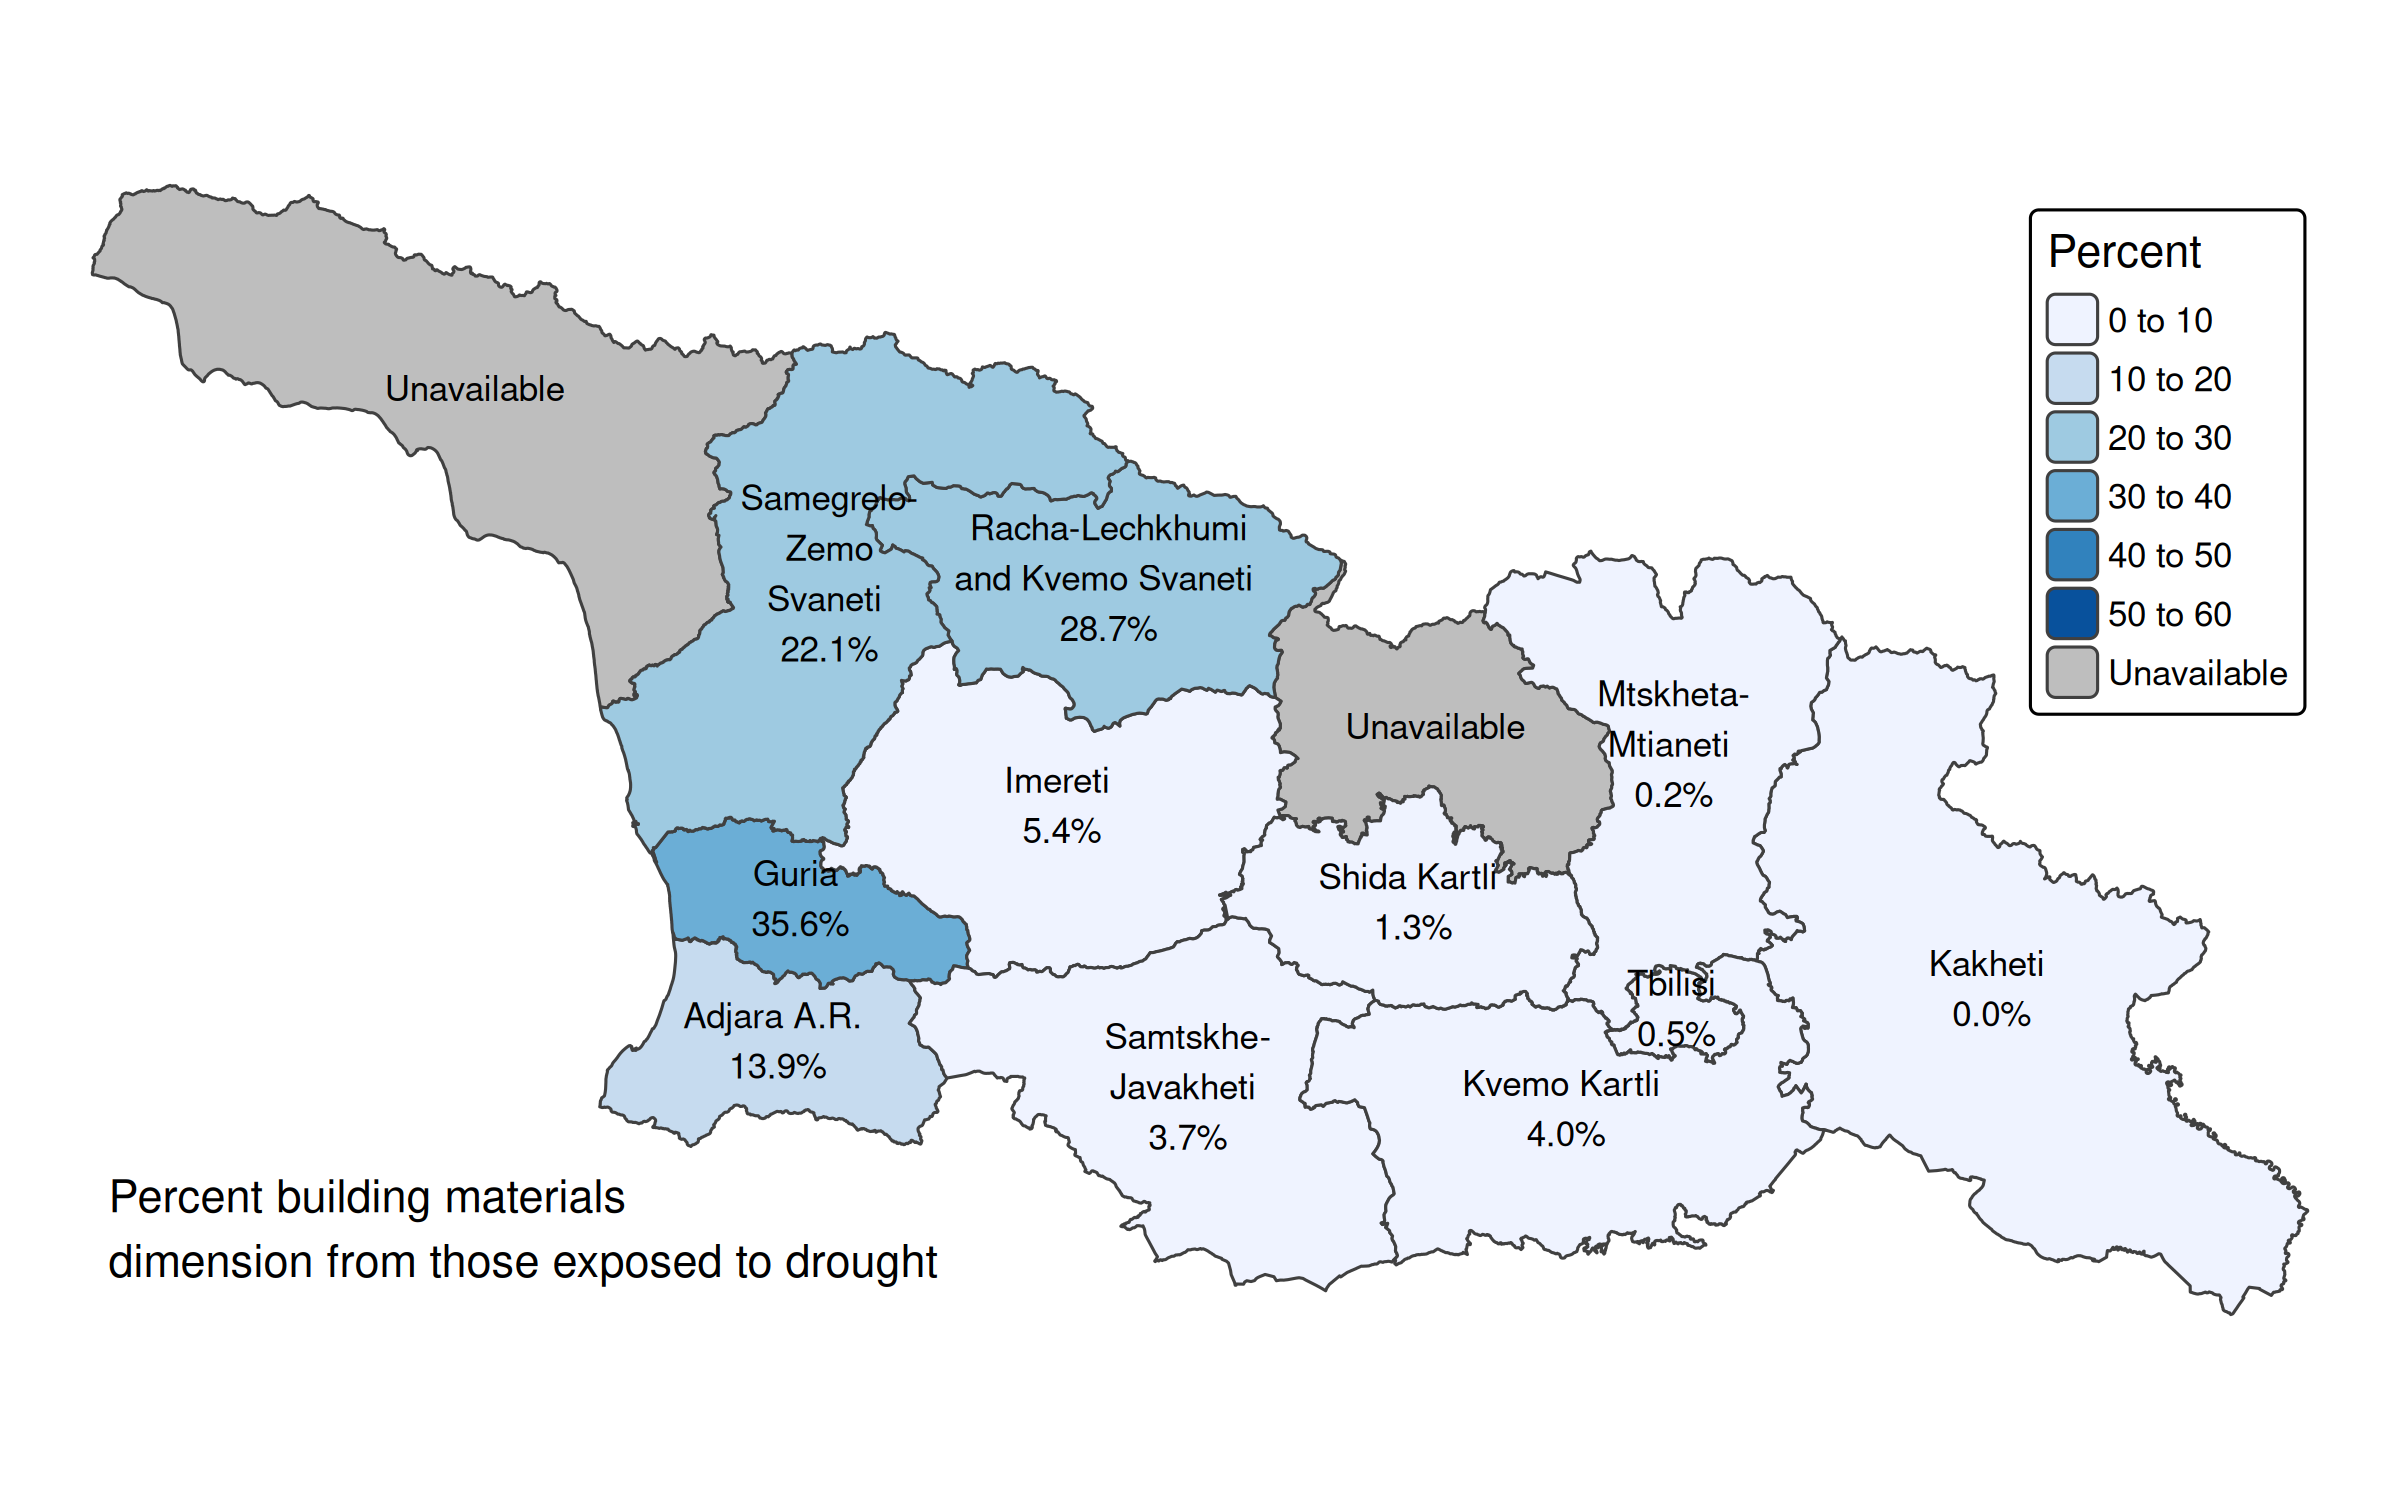 Unavailable
Samegrelo-
Zemo
Svaneti
22.1%
Racha-Lechkhumi
and Kvemo Svaneti
28.7%
Unavailable
Mtskheta-
Mtianeti
0.2%
Imereti
5.4%
Guria
35.6%
Shida Kartli
1.3%
Adjara A.R.
13.9%
Samtskhe-
Javakheti
3.7%
Tbilisi
0.5%
Kvemo Kartli
4.0%
Kakheti
0.0%
Percent
0 to 10
10 to 20
20 to 30
30 to 40
40 to 50
50 to 60
Unavailable
Percent building materials
dimension from those exposed to drought